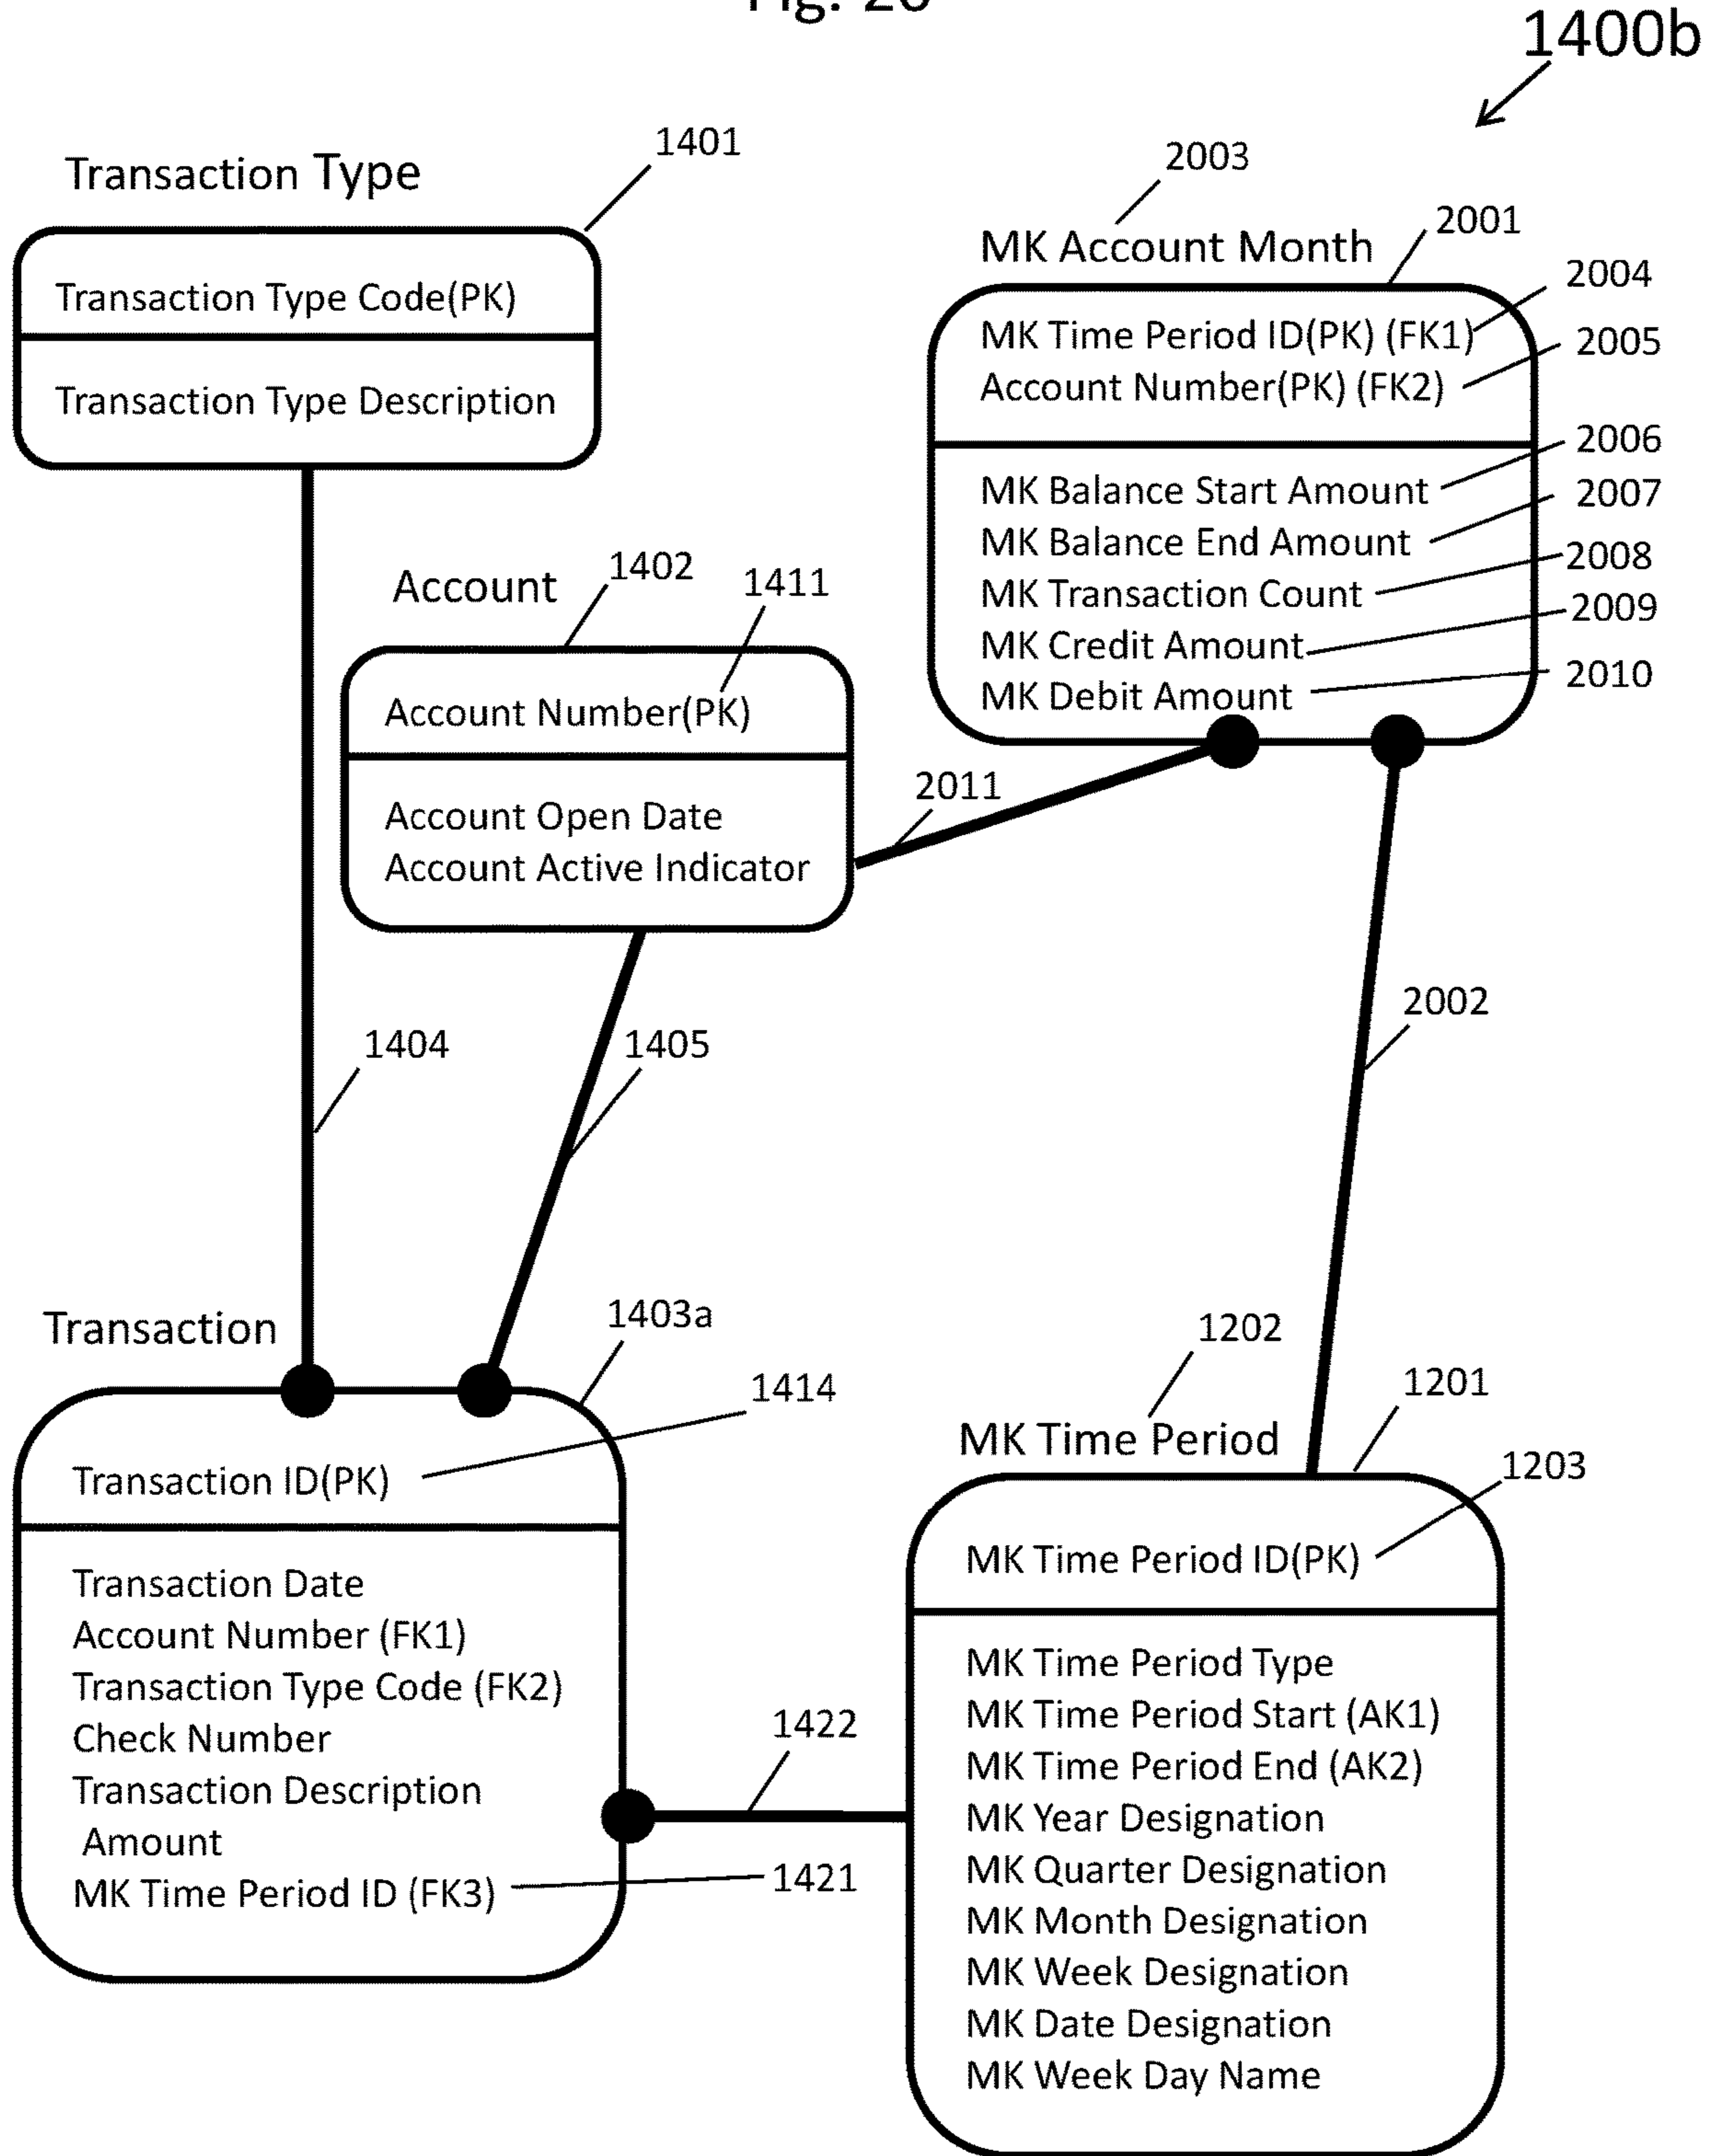 1400b
Transaction Type
1401
Transaction Type Code(PK)
Transaction Type Description
2003
MK Account Month
2001
MK Time Period ID(PK) (FK1)
2004
Account Number(PK) (FK2)
2005
MK Balance Start Amount
2006
MK Balance End Amount
2007
MK Transaction Count
2008
MK Credit Amount
2009
MK Debit Amount
2010
Account
1402
1411
Account Number(PK)
Account Open Date
Account Active Indicator
2011
2002
1404
1405
Transaction
1403a
1414
Transaction ID(PK)
Transaction Date
Account Number (FK1)
Transaction Type Code (FK2)
Check Number
Transaction Description
Amount
MK Time Period ID (FK3)
1421
1422
1202
MK Time Period
1201
1203
MK Time Period ID(PK)
MK Time Period Type
MK Time Period Start (AK1)
MK Time Period End (AK2)
MK Year Designation
MK Quarter Designation
MK Month Designation
MK Week Designation
MK Date Designation
MK Week Day Name